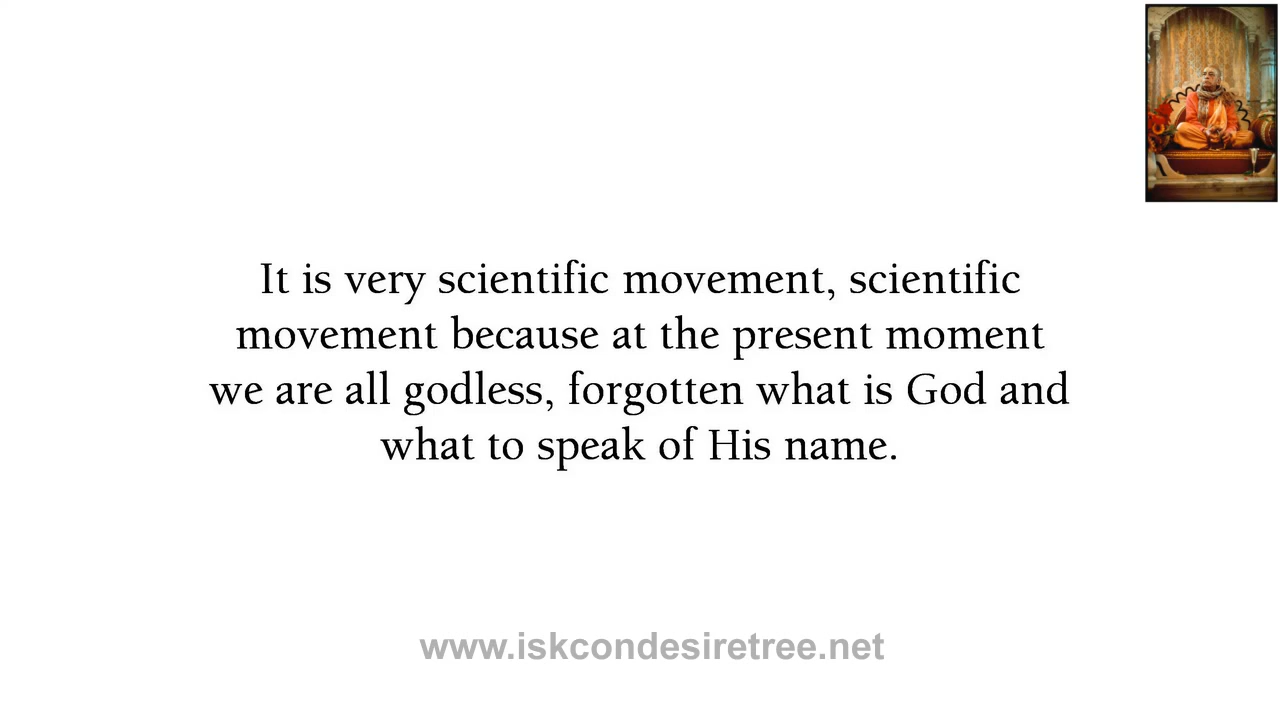 It is very scientific movement, scientific
movement because at the present moment
we are all godless, forgotten what is God and
what to speak of His name.
www.iskcondesiretree.net